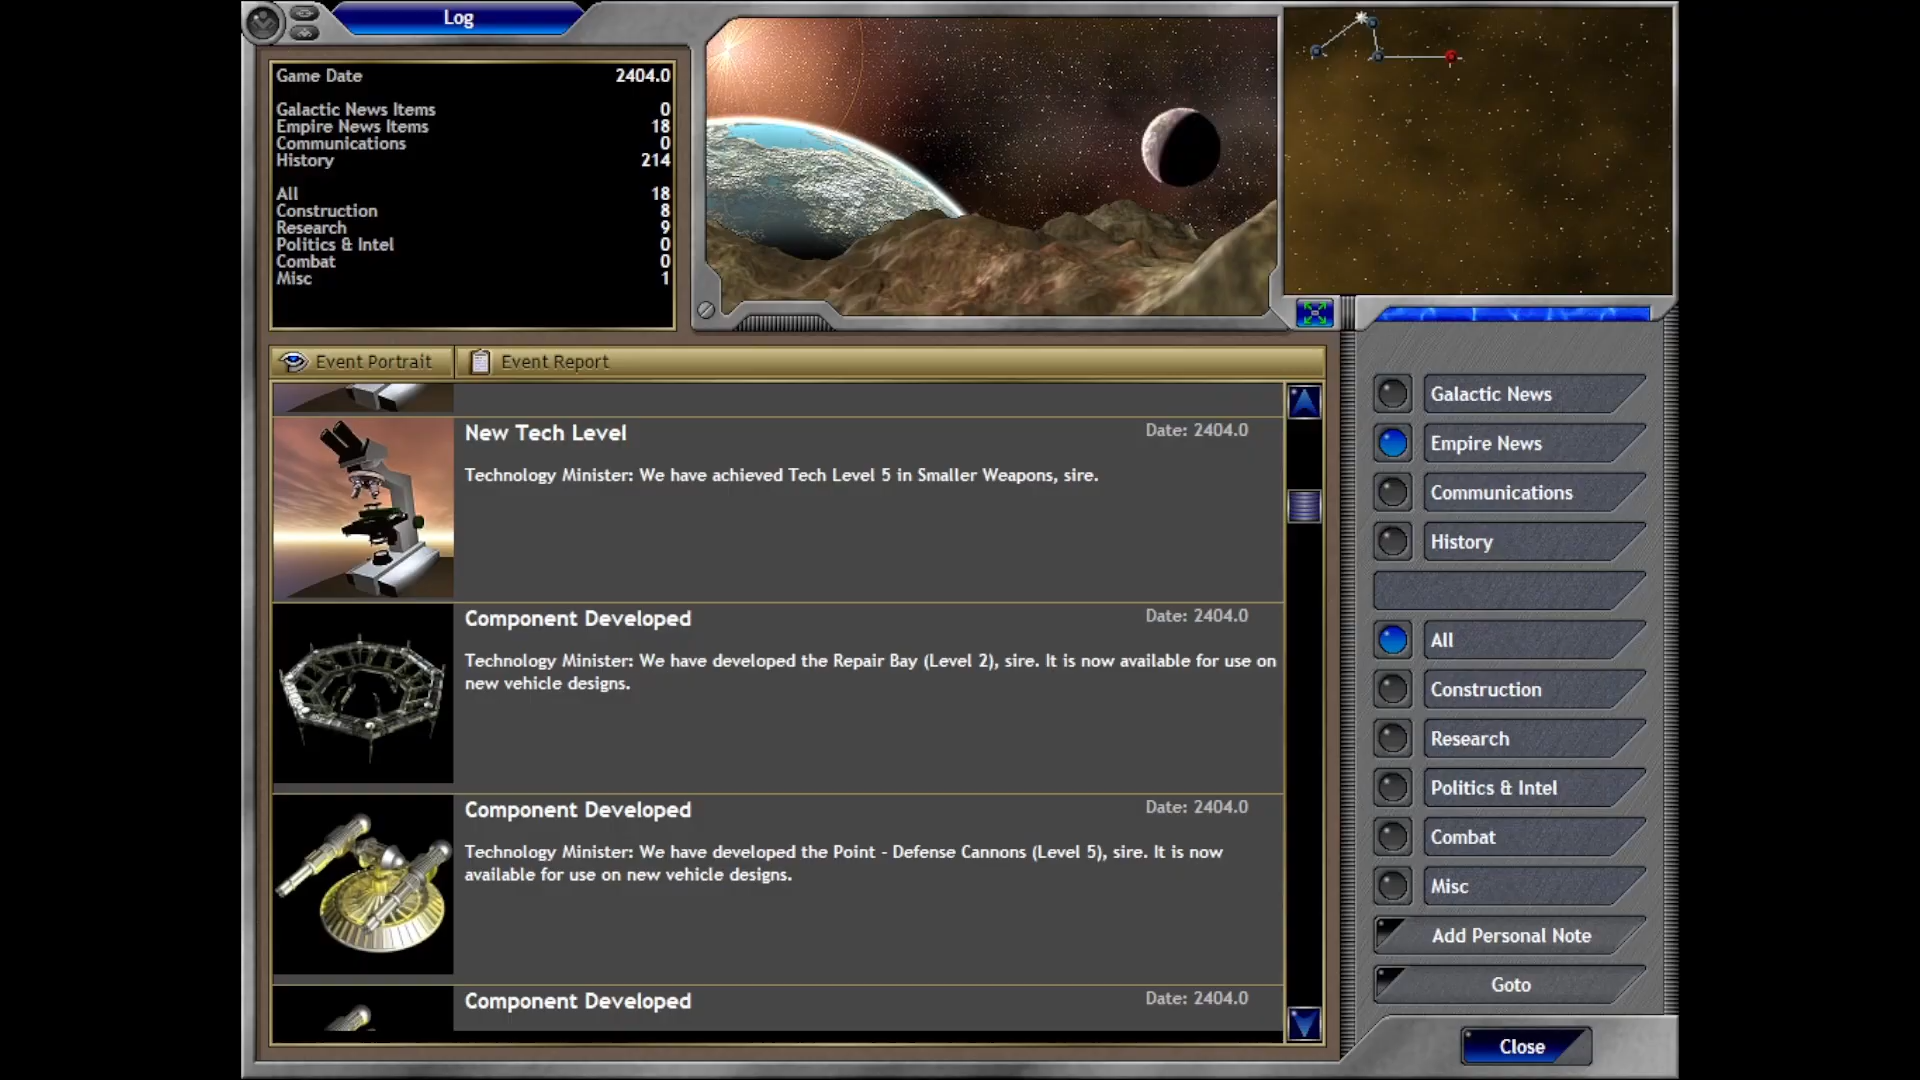 Log
Game Date 2404.0
Galactic News Items 0
Empire News Items 18
Communications 0
History 214
All 18
Construction 8
Research 9
Politics & Intel 0
Combat 0
Misc 1
Event Portrait Event Report
New Tech Level Date: 2404.0
Technology Minister: We have achieved Tech Level 5 in Smaller Weapons, sire.
Component Developed Date: 2404.0
Technology Minister: We have developed the Repair Bay (Level 2), sire. It is now available for use on
new vehicle designs.
Component Developed Date: 2404.0
Technology Minister: We have developed the Point - Defense Cannons (Level 5), sire. It is now
available for use on new vehicle designs.
Component Developed Date: 2404.0
Galactic News
Empire News
Communications
History
All
Construction
Research
Politics & Intel
Combat
Misc
Add Personal Note
Goto
Close